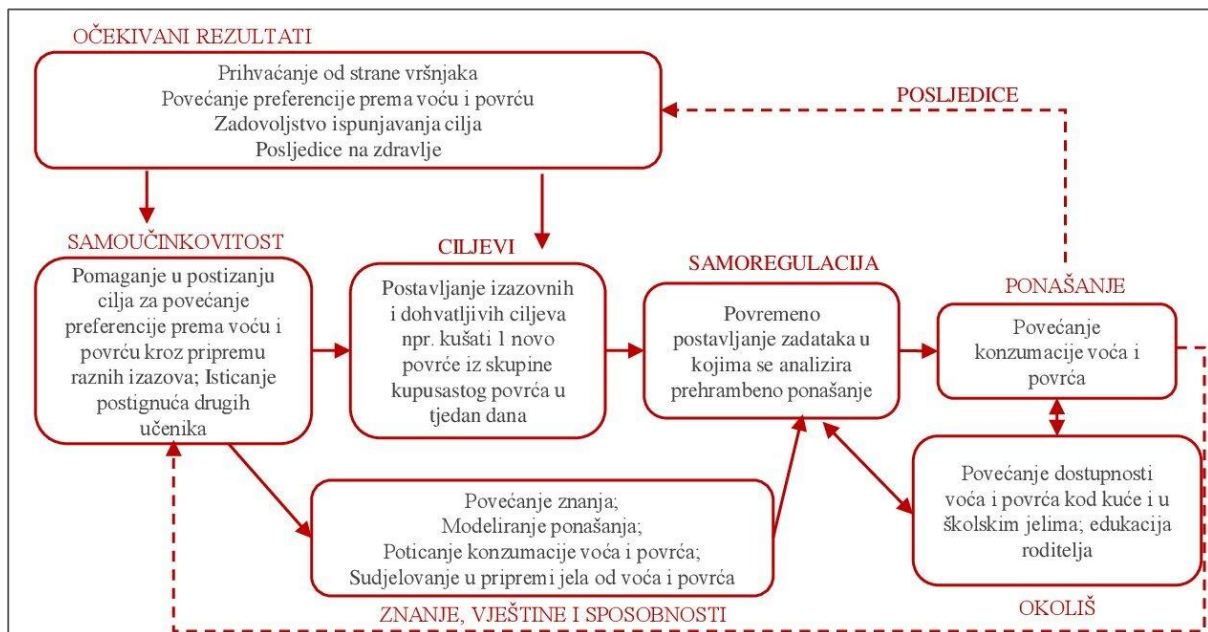 OČEKIVANI REZULTATI
Prihvaćanje od strane vršnjaka
Povećanje preferencije prema voću i povrću
Zadovoljstvo ispunjavanja cilja
Posljedice na zdravlje
POSLJEDICE
SAMOUČINKOVITOST
Pomaganje u postizanju
cilja za povećanje
preferencije prema voću i
povrću kroz pripremu
raznih izazova; Isticanje
postignuća drugih
učenika
CILJEVI
Postavljanje izazovnih
i dohvatljivih ciljeva
npr. kušati 1 novo
povrće iz skupine
kupusastog povrća u
tjedan dana
SAMOREGULACIJA
Povremeno
postavljanje zadataka u
kojima se analizira
prehrambeno ponašanje
PONAŠANJE
Povećanje
konzumacije voća i
povrća
Povećanje znanja;
Modeliranje ponašanja;
Poticanje konzumacije voća i povrća;
Sudjelovanje u pripremi jela od voća i povrća
ZNANJE, VJEŠTINE I SPOSOBNOSTI
Povećanje dostupnosti
voća i povrća kod kuće i u
školskim jelima; edukacija
roditelja
OKOLIŠ